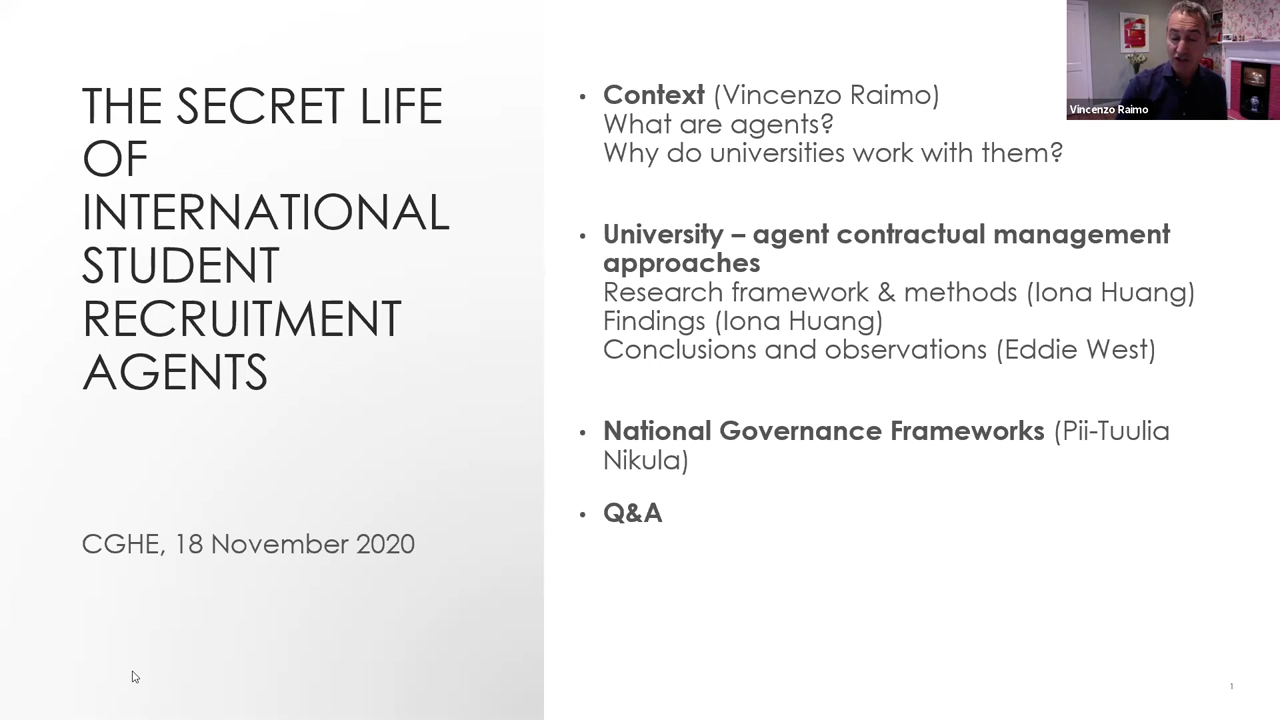 THE SECRET LIFE
OF
INTERNATIONAL
STUDENT
RECRUITMENT
AGENTS
CGHE, 18 November 2020
• Context (Vincenzo Raimo)
What are agents?
Why do universities work with them?
• University – agent contractual management
approaches
Research framework & methods (Iona Huang)
Findings (Iona Huang)
Conclusions and observations (Eddie West)
• National Governance Frameworks (Pii-Tuulia
Nikula)
• Q&A
Vincenzo Raimo
1